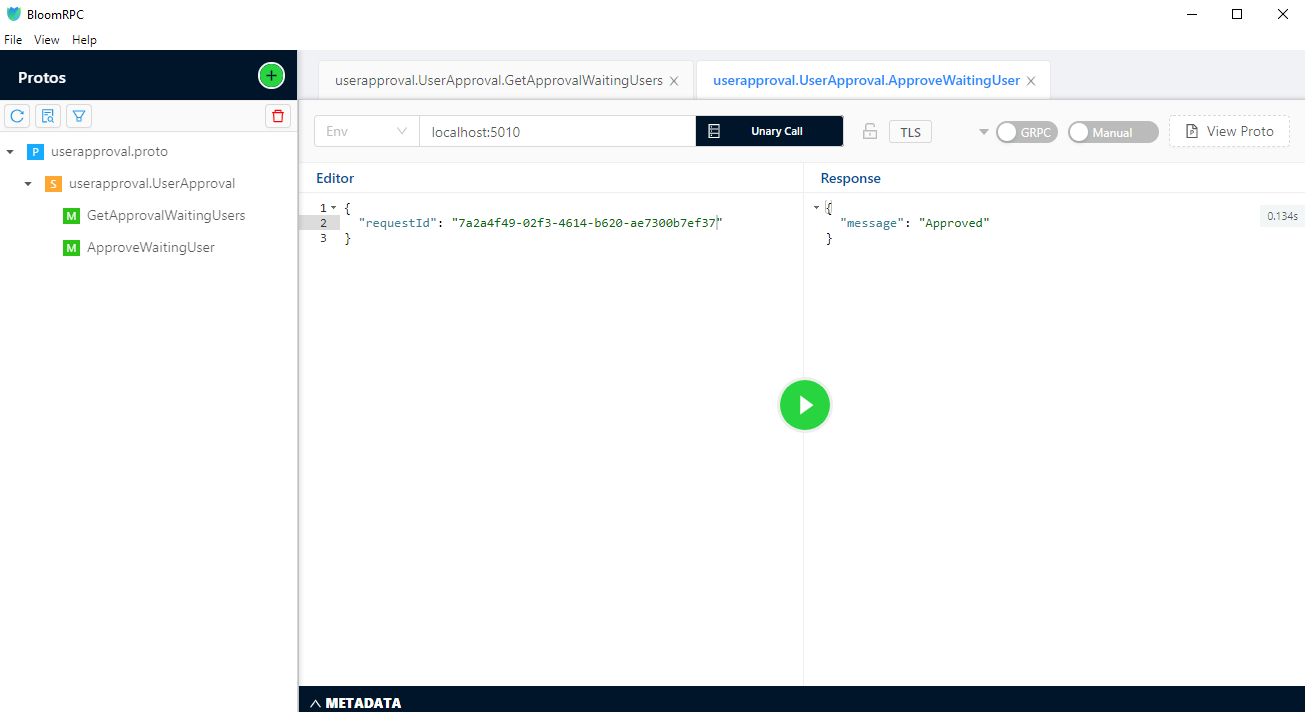 BloomRPC
File View Help
Protos
userapproval.UserApproval.GetApprovalWaitingUsers
userapproval.UserApproval.ApproveWaitingUser
Env
localhost:5010
Unary Call
TLS
GRPC
Manual
View Proto
P userapproval.proto
S userapproval.UserApproval
M GetApprovalWaitingUsers
M ApproveWaitingUser
Editor
1 {
2 "requestId": "7a2a4f49-02f3-4614-b620-ae7300b7ef37"
3 }
Response
{
"message": "Approved"
}
0.134s
METADATA